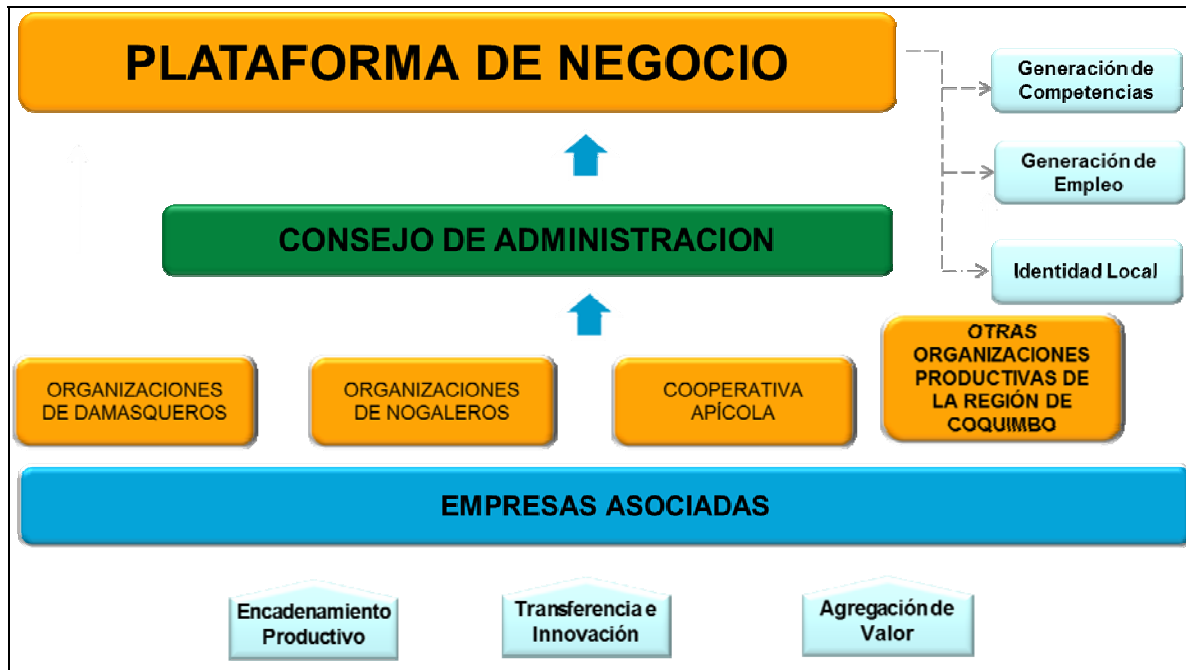 PLATAFORMA DE NEGOCIO
Generación de
Competencias
Generación de
Empleo
CONSEJO DE ADMINISTRACION
Identidad Local
ORGANIZACIONES
DE DAMASQUEROS
ORGANIZACIONES
DE NOGALEROS
COOPERATIVA
APÍCOLA
OTRAS
ORGANIZACIONES
PRODUCTIVAS DE
LA REGIÓN DE
COQUIMBO
EMPRESAS ASOCIADAS
Encadenamiento
Productivo
Transferencia e
Innovación
Agregación de
Valor